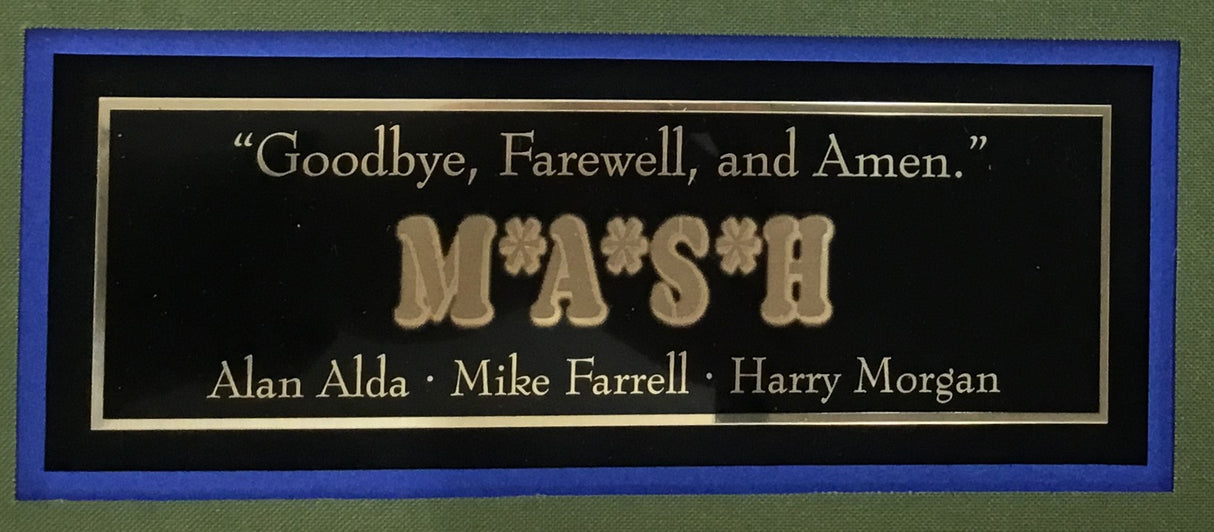 “Goodbye, Farewell, and Amen.”
M*A*S*H
Alan Alda · Mike Farrell · Harry Morgan